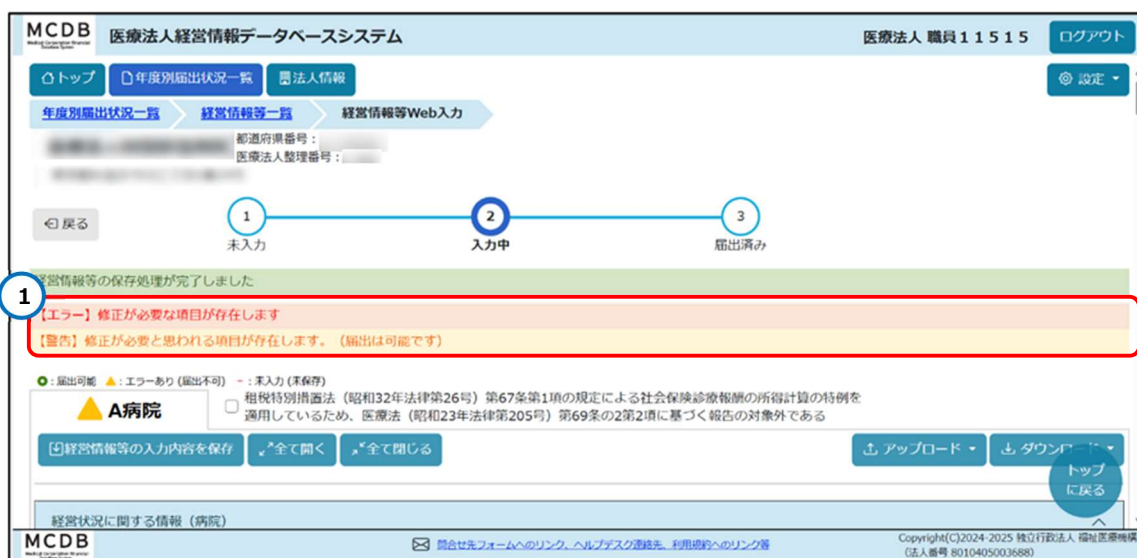 MCDB
医療法人経営情報データベースシステム
医療法人 職員11515
ログアウト
トップ
年度別届出状況一覧
法人情報
設定
年度別届出状況一覧
経営情報等一覧
経営情報等Web入力
都道府県番号：
医療法人整理番号：
戻る
1
2
3
未入力
入力中
届出済み
経営情報等の保存処理が完了しました
1
【エラー】修正が必要な項目が存在します
【警告】修正が必要と思われる項目が存在します。（届出は可能です）
：届出可能 ：エラーあり (届出不可) －：未入力 (未保存)
A病院
租税特別措置法（昭和32年法律第26号）第67条第1項の規定による社会保険診療報酬の所得計算の特例を
適用しているため、医療法（昭和23年法律第205号）第69条の2第2項に基づく報告の対象外である
経営情報等の入力内容を保存
全て開く
全て閉じる
アップロード
ダウンロード
トップ
に戻る
経営状況に関する情報（病院）
MCDB
問合せ先フォームへのリンク、ヘルプデスク連絡先、利用規約へのリンク等
Copyright(C)2024-2025 独立行政法人 福祉医療機構
(法人番号 8010405003688)